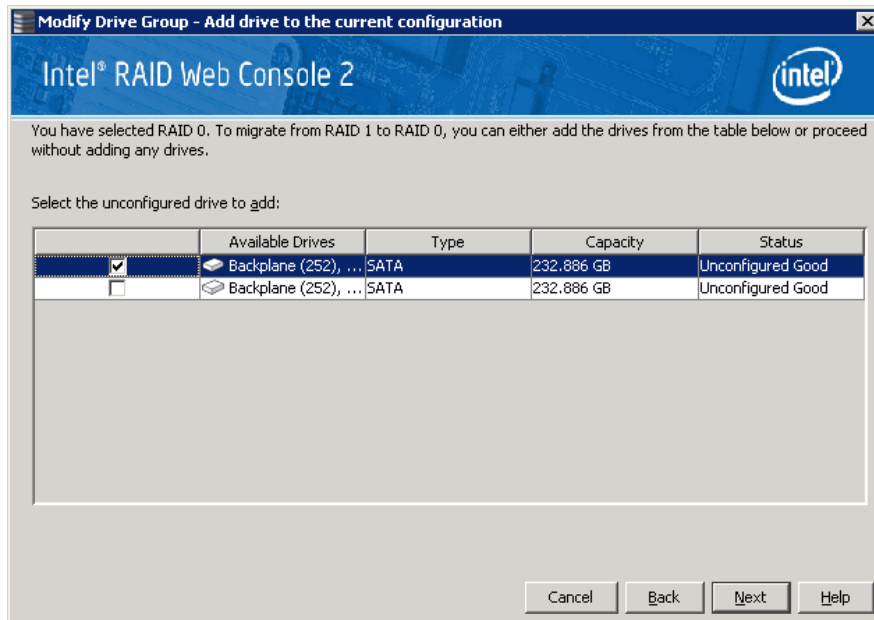 Modify Drive Group - Add drive to the current configuration
Intel® RAID Web Console 2
intel
You have selected RAID 0. To migrate from RAID 1 to RAID 0, you can either add the drives from the table below or proceed
without adding any drives.
Select the unconfigured drive to add:
Available Drives Type Capacity Status
Backplane (252), ... SATA 232.886 GB Unconfigured Good
Backplane (252), ... SATA 232.886 GB Unconfigured Good
Cancel Back Next Help